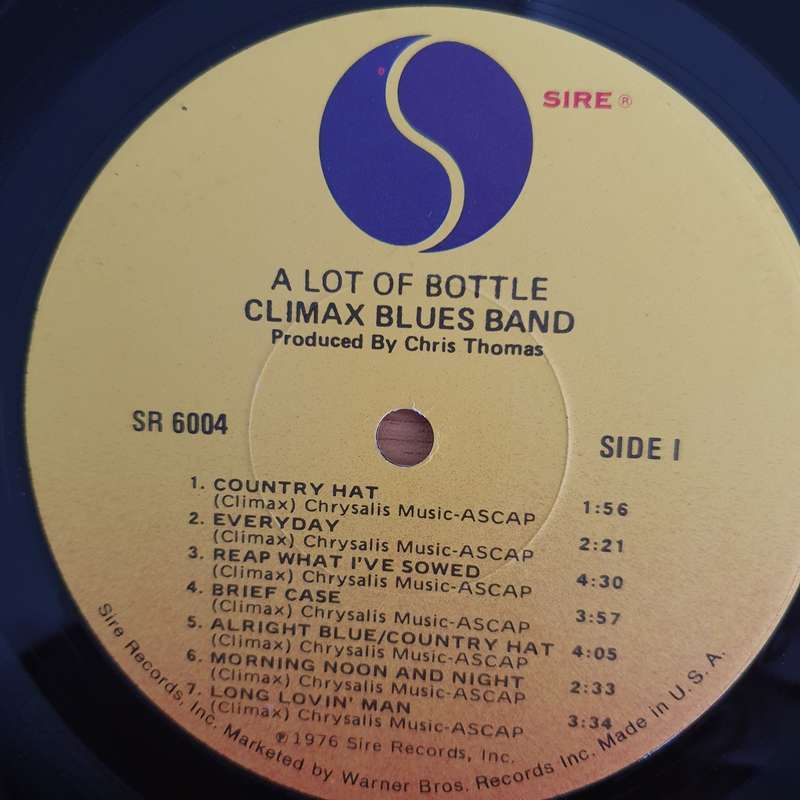 SIRE ®
A LOT OF BOTTLE
CLIMAX BLUES BAND
Produced By Chris Thomas
SR 6004
SIDE I
1. COUNTRY HAT
(Climax) Chrysalis Music-ASCAP 1:56
2. EVERYDAY
(Climax) Chrysalis Music-ASCAP 2:21
3. REAP WHAT I'VE SOWED
(Climax) Chrysalis Music-ASCAP 4:30
4. BRIEF CASE
(Climax) Chrysalis Music-ASCAP 3:57
5. ALRIGHT BLUE/COUNTRY HAT 4:05
(Climax) Chrysalis Music-ASCAP
6. MORNING NOON AND NIGHT 2:33
(Climax) Chrysalis Music-ASCAP
7. LONG LOVIN' MAN
(Climax) Chrysalis Music-ASCAP 3:34
℗ 1976 Sire Records, Inc.
Sire Records, Inc. Marketed by Warner Bros. Records Inc. Made in U.S.A.